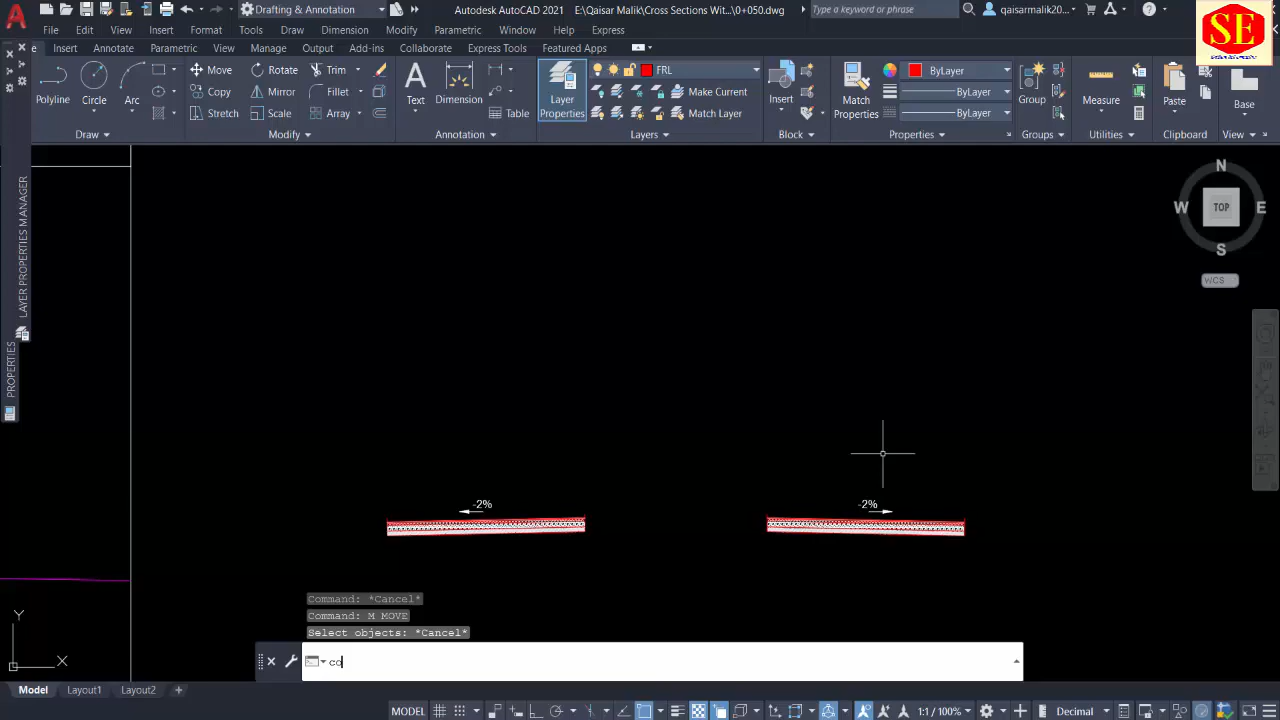 Drafting & Annotation
Autodesk AutoCAD 2021
E:\Qaisar Malik\Cross Sections Wit...\0+050.dwg
Type a keyword or phrase
qaisarmalik20...
SE
File Edit View Insert Format Tools Draw Dimension Modify Parametric Window Help Express
Insert Annotate Parametric View Manage Output Add-ins Collaborate Express Tools Featured Apps
Polyline Circle Arc
Move Rotate Trim
Copy Mirror Fillet
Stretch Scale Array
Text Dimension Table
Layer Properties
FRL
Make Current
Match Layer
Insert
Match Properties
ByLayer
ByLayer
ByLayer
Group
Measure
Paste
Base
Draw Modify Annotation Layers Block Properties Groups Utilities Clipboard View
LAYER PROPERTIES MANAGER
PROPERTIES
N
W TOP E
S
WCS
-2% -2%
Command: *Cancel*
Command: M MOVE
Select objects: *Cancel*
co
Y
X
Model Layout1 Layout2 +
MODEL 1:1 / 100% Decimal